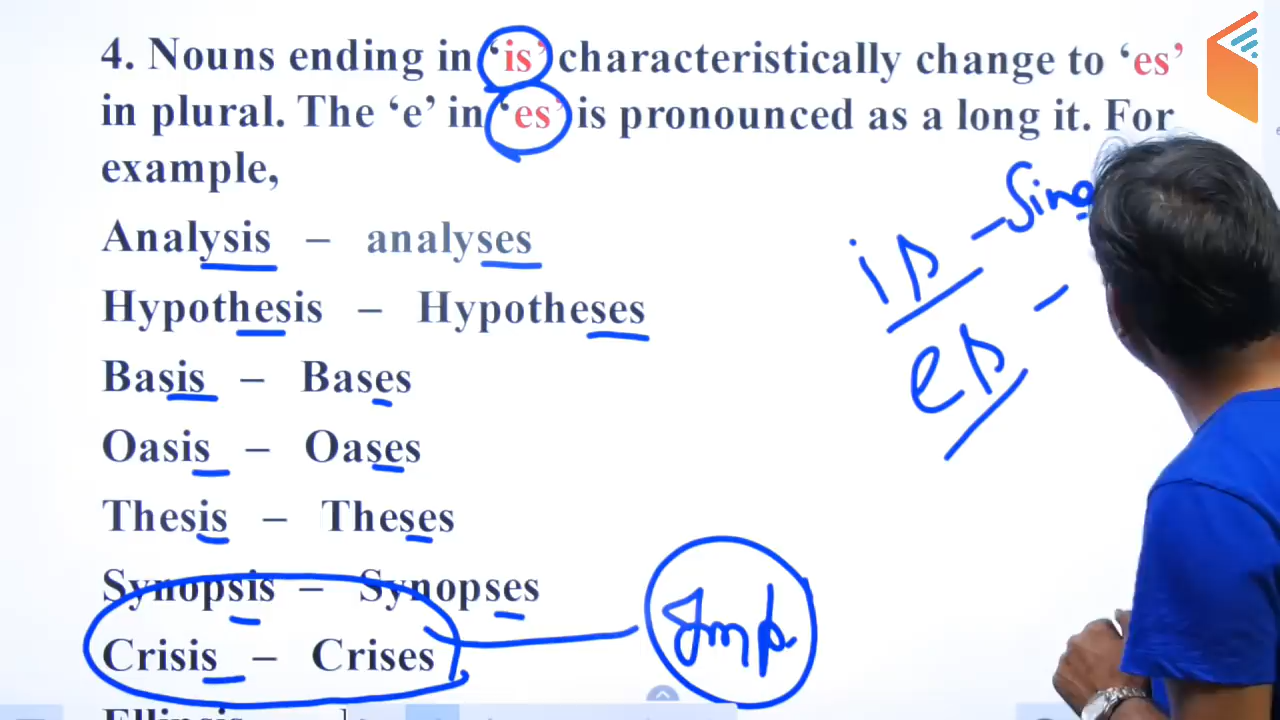 4. Nouns ending in ‘is’ characteristically change to ‘es’
in plural. The ‘e’ in ‘es’ is pronounced as a long it. For
example,
Analysis – analyses
Hypothesis – Hypotheses
Basis – Bases
Oasis – Oases
Thesis – Theses
Synopsis – Synopses
Crisis – Crises
Ellipsis
is – Sing
es –
Imp.